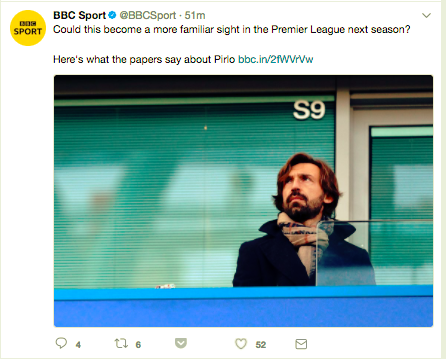 BBC Sport @BBCSport · 51m
BBC
SPORT
Could this become a more familiar sight in the Premier League next season?
Here's what the papers say about Pirlo bbc.in/2fWVrVw
S9
4 6 52